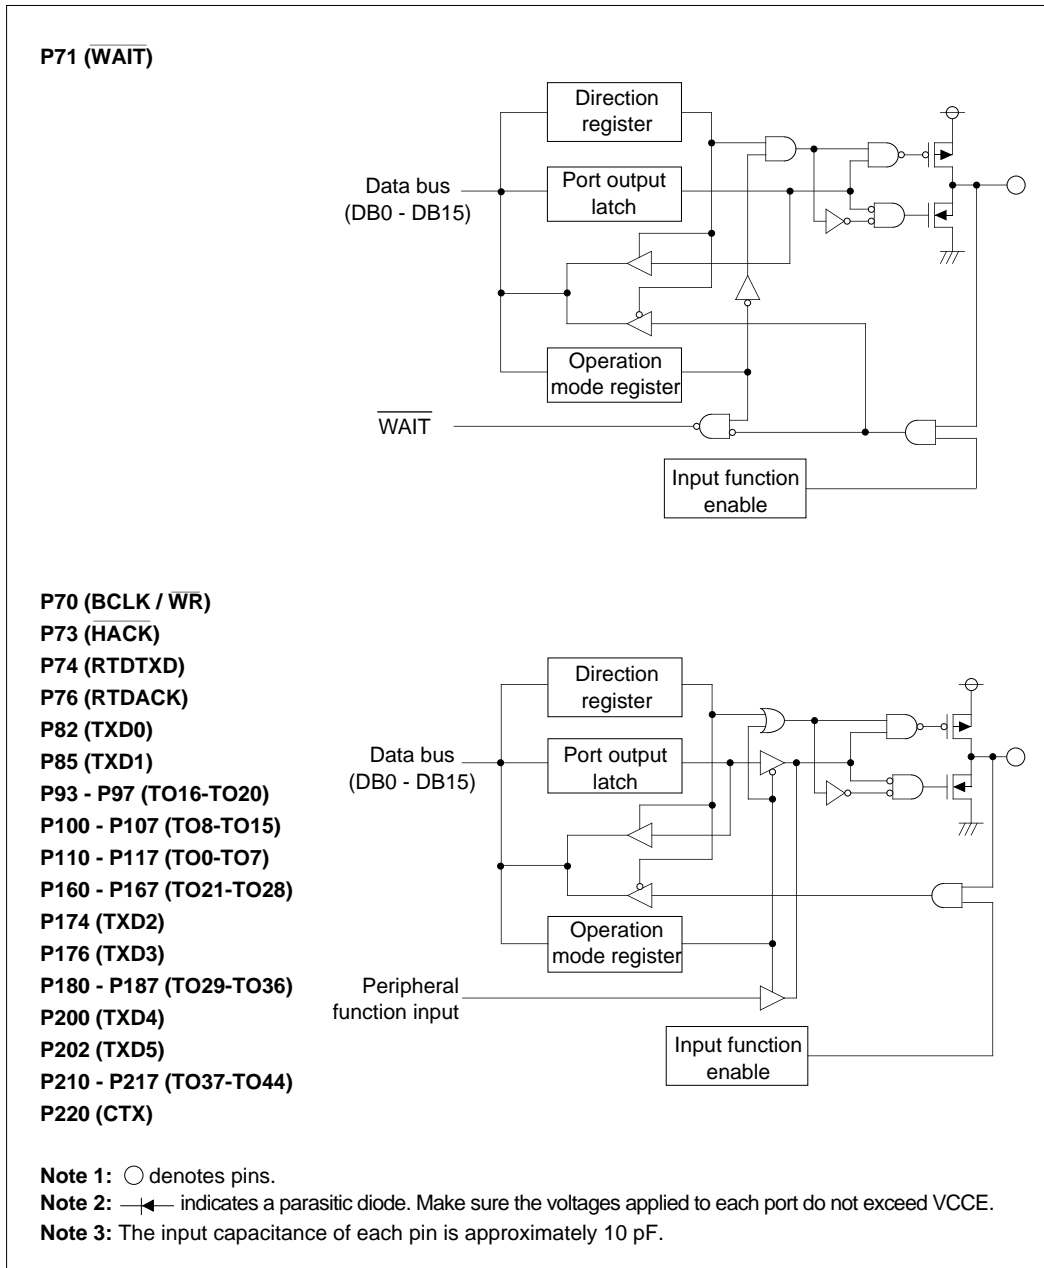 P71 (WAIT)
Direction
register
Data bus
(DB0 - DB15)
Port output
latch
Operation
mode register
WAIT
Input function
enable
P70 (BCLK / WR)
P73 (HACK)
P74 (RTDTXD)
P76 (RTDACK)
P82 (TXD0)
P85 (TXD1)
P93 - P97 (TO16-TO20)
P100 - P107 (TO8-TO15)
P110 - P117 (TO0-TO7)
P160 - P167 (TO21-TO28)
P174 (TXD2)
P176 (TXD3)
P180 - P187 (TO29-TO36)
P200 (TXD4)
P202 (TXD5)
P210 - P217 (TO37-TO44)
P220 (CTX)
Direction
register
Data bus
(DB0 - DB15)
Port output
latch
Operation
mode register
Peripheral
function input
Input function
enable
Note 1: denotes pins.
Note 2: indicates a parasitic diode. Make sure the voltages applied to each port do not exceed VCCE.
Note 3: The input capacitance of each pin is approximately 10 pF.